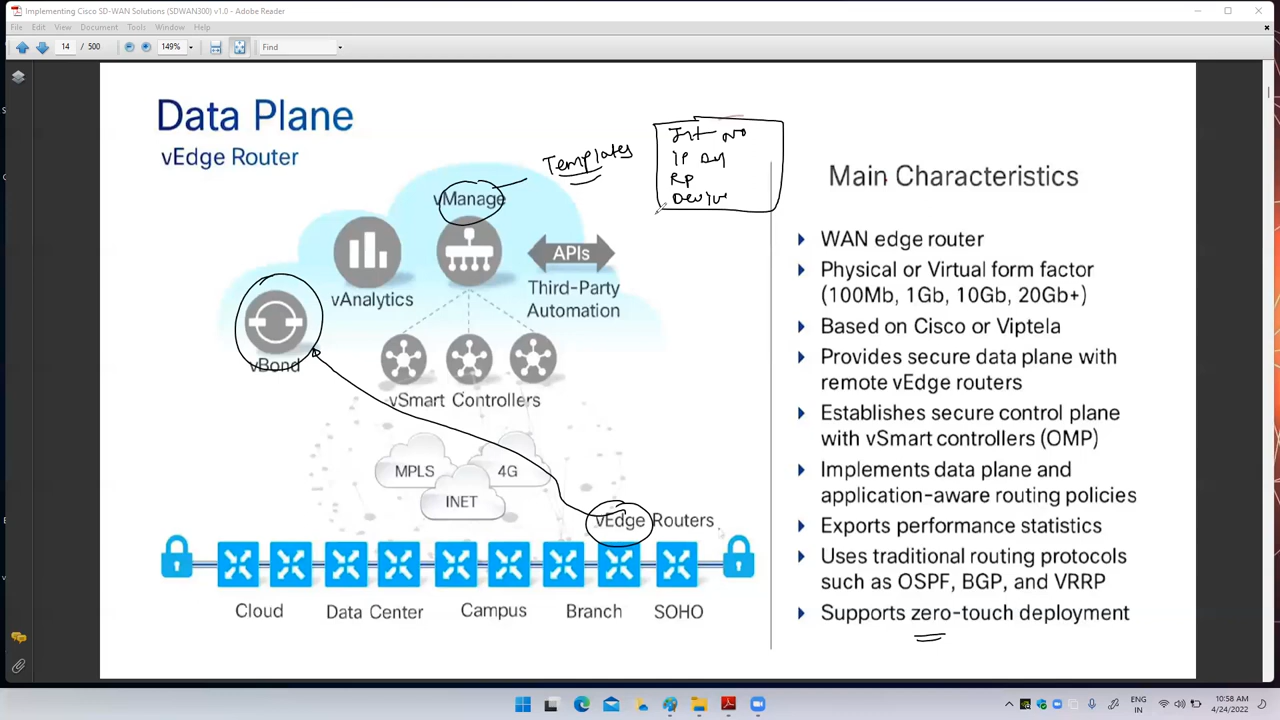 Implementing Cisco SD-WAN Solutions (SDWAN300) v1.0 - Adobe Reader
File Edit View Document Tools Window Help
14 / 500 149% Find
Data Plane
vEdge Router
Templates
Int no
IP
RP
vManage
vAnalytics
APIs
Third-Party
Automation
vBond
vSmart Controllers
MPLS
4G
INET
vEdge Routers
Cloud
Data Center
Campus
Branch
SOHO
Main Characteristics
WAN edge router
Physical or Virtual form factor
(100Mb, 1Gb, 10Gb, 20Gb+)
Based on Cisco or Viptela
Provides secure data plane with
remote vEdge routers
Establishes secure control plane
with vSmart controllers (OMP)
Implements data plane and
application-aware routing policies
Exports performance statistics
Uses traditional routing protocols
such as OSPF, BGP, and VRRP
Supports zero-touch deployment
ENG
IN
10:58 AM
4/24/2022